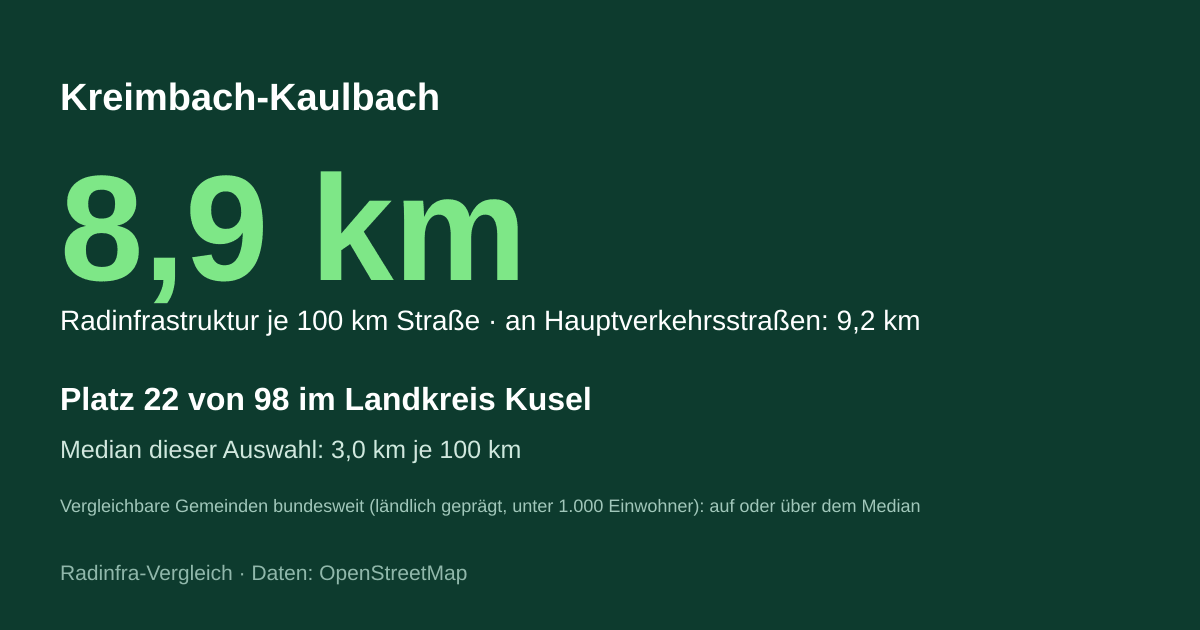 Kreimbach-Kaulbach
8,9 km
Radinfrastruktur je 100 km Straße · an Hauptverkehrsstraßen: 9,2 km
Platz 22 von 98 im Landkreis Kusel
Median dieser Auswahl: 3,0 km je 100 km
Vergleichbare Gemeinden bundesweit (ländlich geprägt, unter 1.000 Einwohner): auf oder über dem Median
Radinfra-Vergleich · Daten: OpenStreetMap